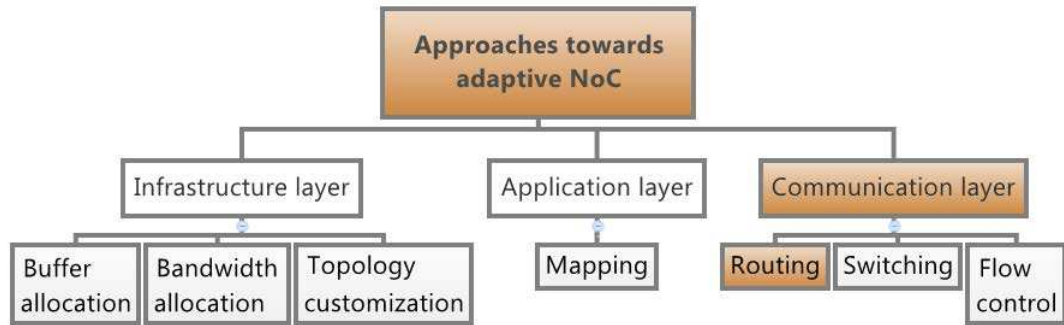 Approaches towards
adaptive NoC
Infrastructure layer
Application layer
Communication layer
Buffer
allocation
Bandwidth
allocation
Topology
customization
Mapping
Routing
Switching
Flow
control